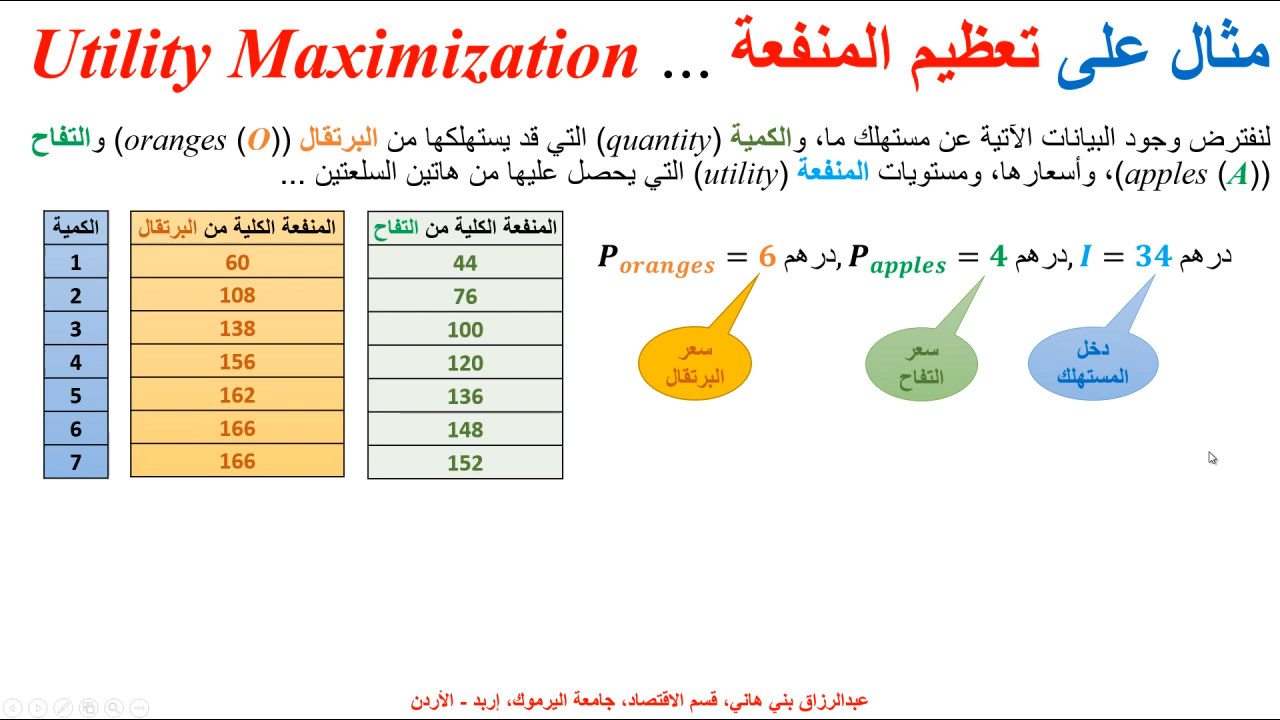 مثال على تعظيم المنفعة ... Utility Maximization
لنفترض وجود البيانات الآتية عن مستهلك ما، والكمية (quantity) التي قد يستهلكها من البرتقال (oranges (O)) والتفاح
(apples (A))، وأسعارها، ومستويات المنفعة (utility) التي يحصل عليها من هاتين السلعتين ...
الكمية المنفعة الكلية من البرتقال المنفعة الكلية من التفاح
1 60 44
2 108 76
3 138 100
4 156 120
5 162 136
6 166 148
7 166 152
P oranges = 6 درهم, P apples = 4 درهم, I = 34 درهم
سعر
البرتقال
سعر
التفاح
دخل
المستهلك
عبدالرزاق بني هاني، قسم الاقتصاد، جامعة اليرموك، إربد - الأردن